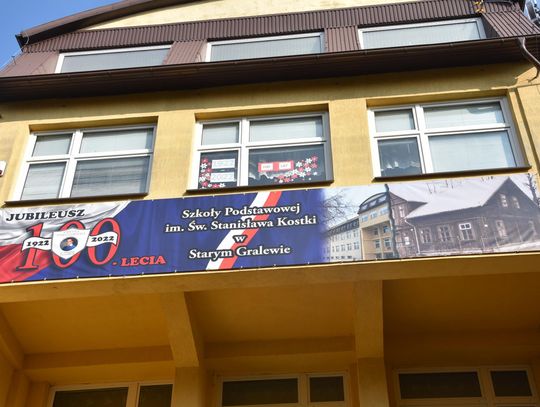 JUBILEUSZ
1922 2022
100
-LECIA
Szkoły Podstawowej
im. Św. Stanisława Kostki
w
Starym Gralewie